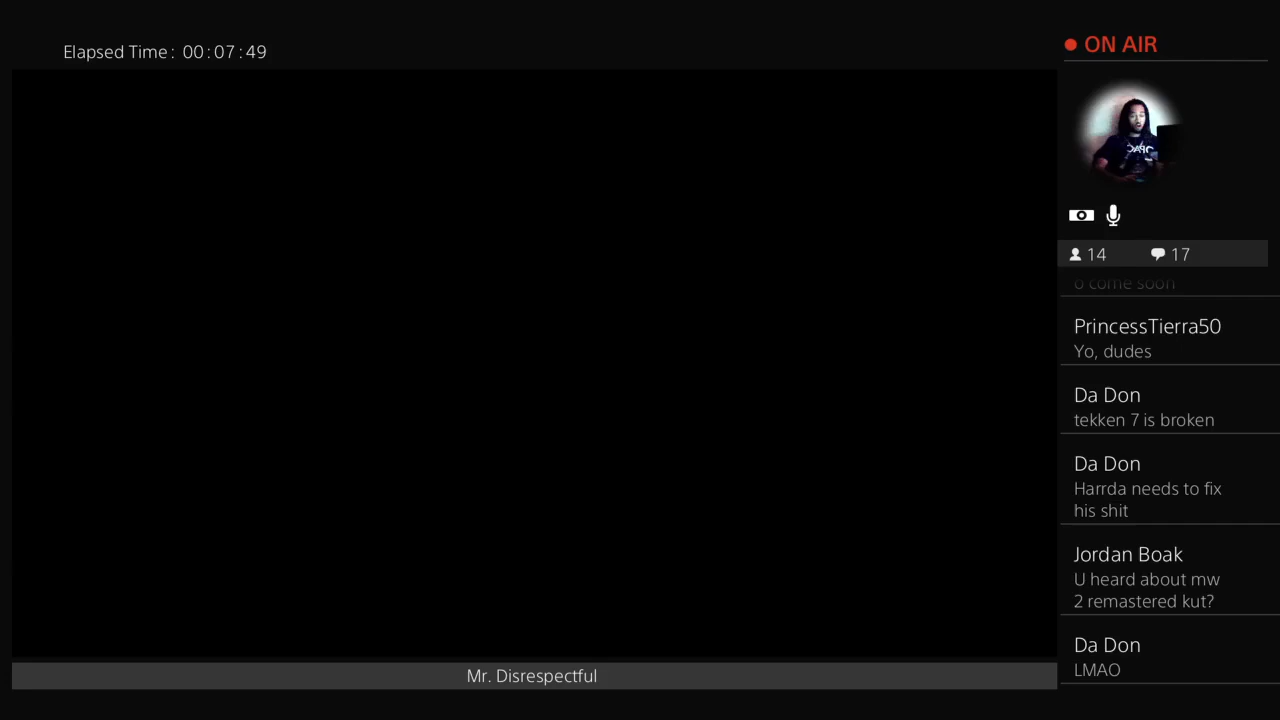 Elapsed Time: 00:07:49
ON AIR
14 17
o come soon
PrincessTierra50
Yo, dudes
Da Don
tekken 7 is broken
Da Don
Harrda needs to fix
his shit
Jordan Boak
U heard about mw
2 remastered kut?
Da Don
LMAO
Mr. Disrespectful